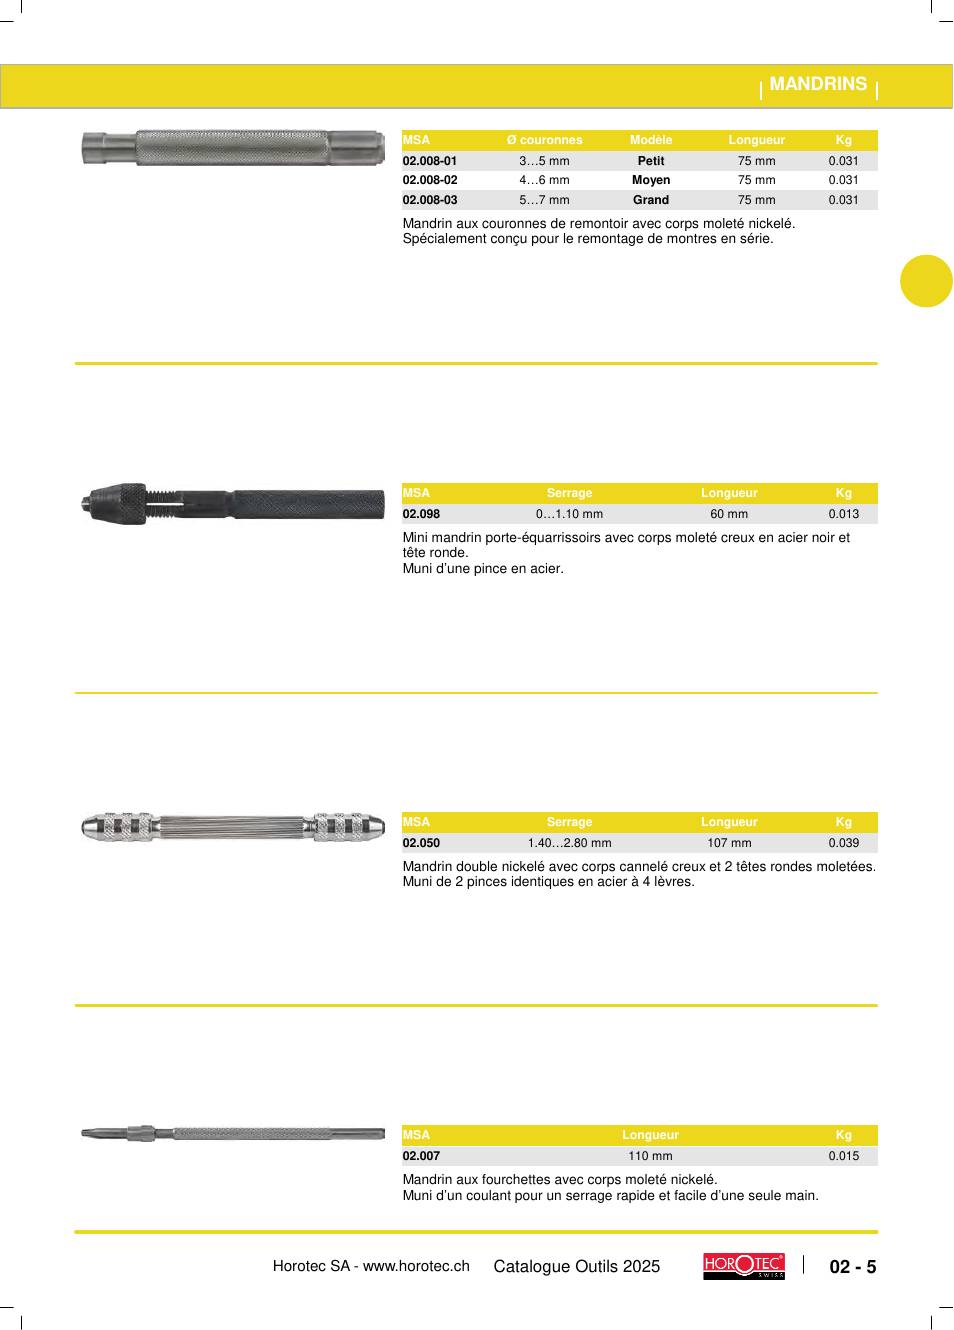 MANDRINS
MSA Ø couronnes Modèle Longueur Kg
02.008-01 3…5 mm Petit 75 mm 0.031
02.008-02 4…6 mm Moyen 75 mm 0.031
02.008-03 5…7 mm Grand 75 mm 0.031
Mandrin aux couronnes de remontoir avec corps moleté nickelé.
Spécialement conçu pour le remontage de montres en série.
MSA Serrage Longueur Kg
02.098 0…1.10 mm 60 mm 0.013
Mini mandrin porte-équarrissoirs avec corps moleté creux en acier noir et
tête ronde.
Muni d’une pince en acier.
MSA Serrage Longueur Kg
02.050 1.40…2.80 mm 107 mm 0.039
Mandrin double nickelé avec corps cannelé creux et 2 têtes rondes moletées.
Muni de 2 pinces identiques en acier à 4 lèvres.
MSA Longueur Kg
02.007 110 mm 0.015
Mandrin aux fourchettes avec corps moleté nickelé.
Muni d’un coulant pour un serrage rapide et facile d’une seule main.
Horotec SA - www.horotec.ch Catalogue Outils 2025 HOROTEC® SWISS 02 - 5